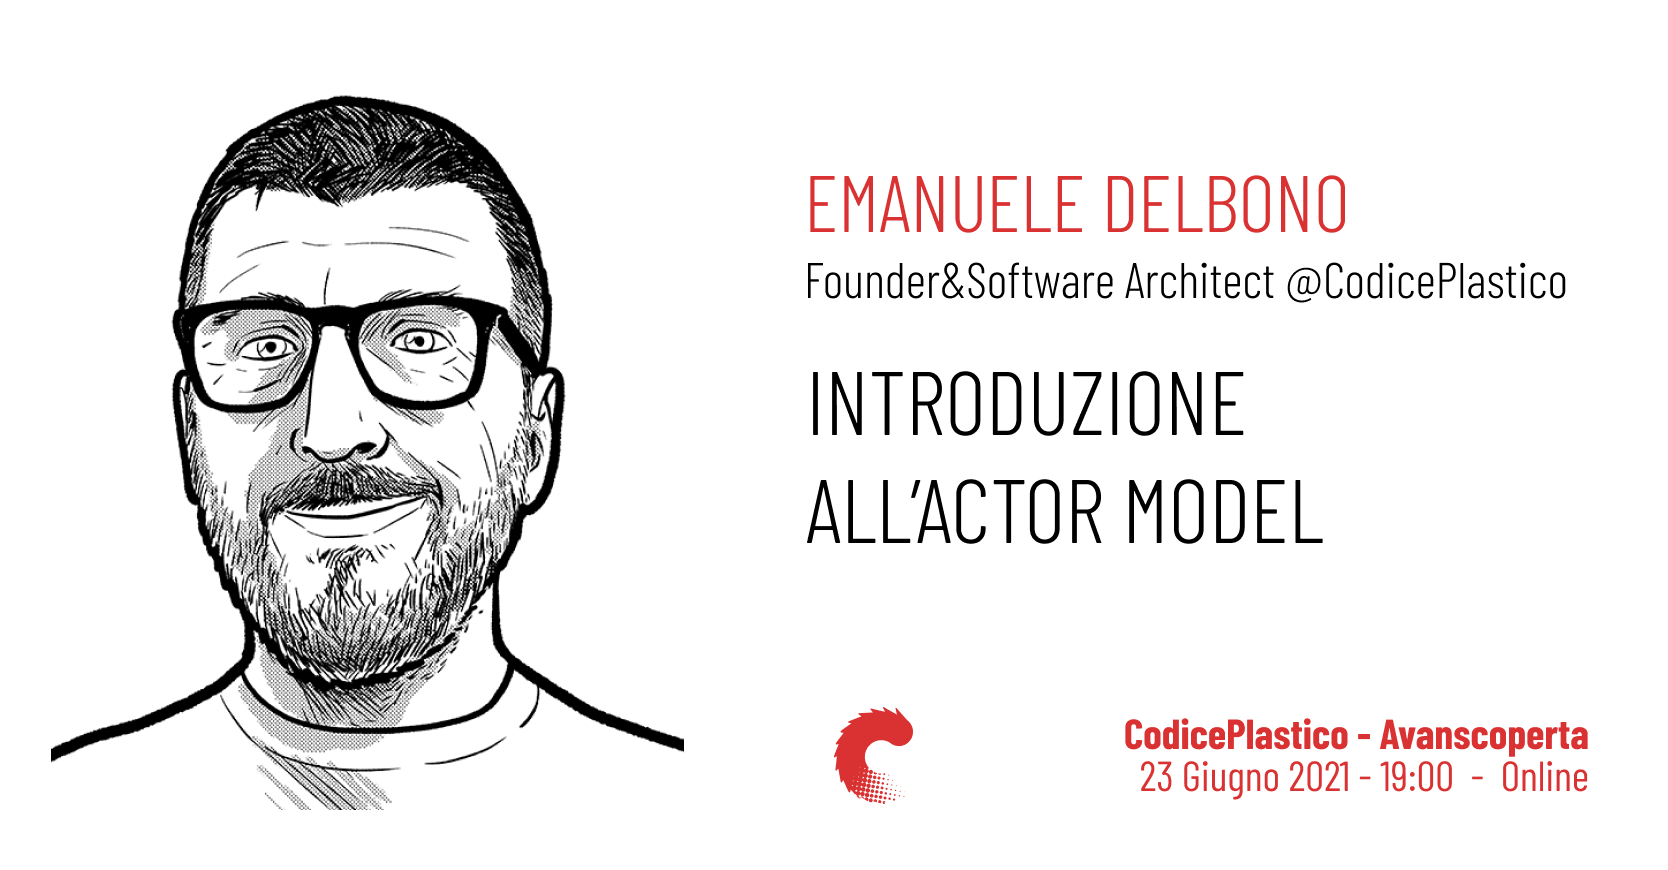 EMANUELE DELBONO
Founder&Software Architect @CodicePlastico
INTRODUZIONE
ALL'ACTOR MODEL
CodicePlastico - Avanscoperta
23 Giugno 2021 - 19:00 - Online